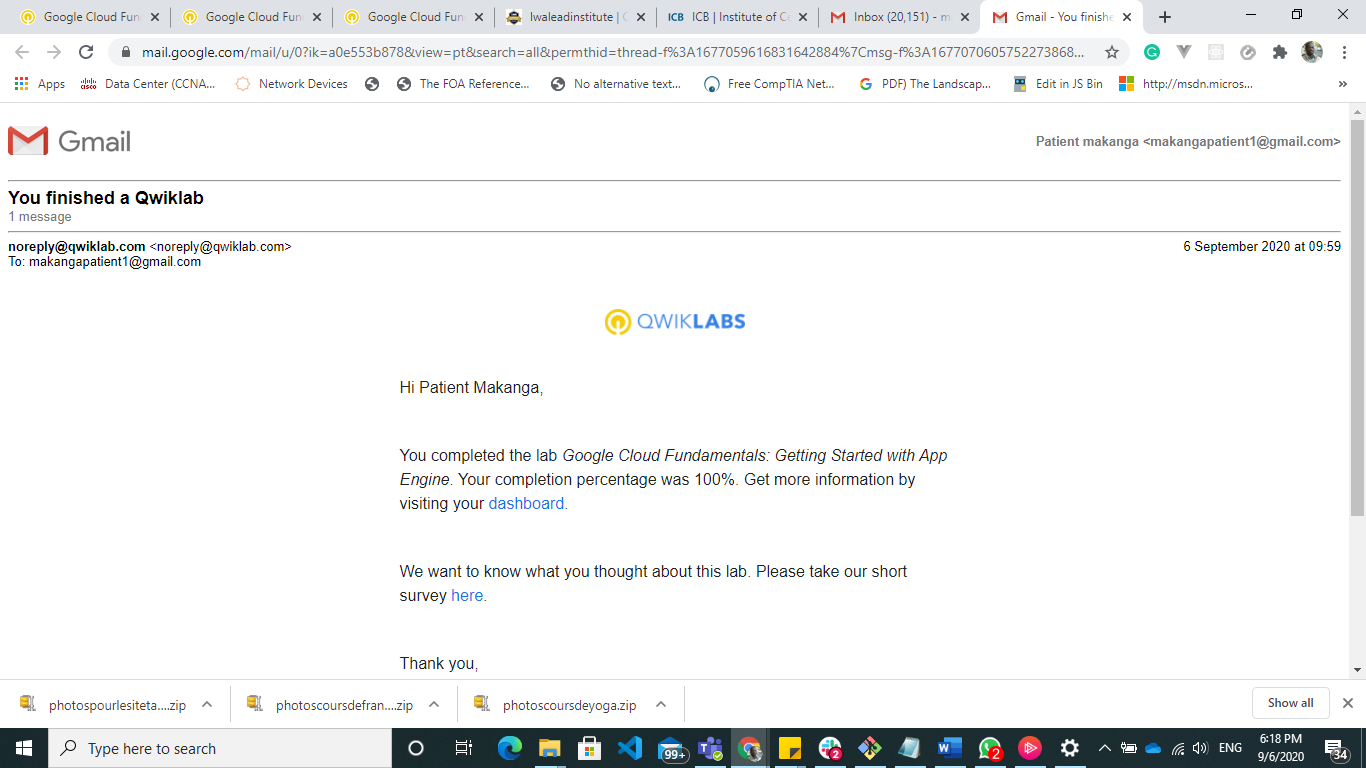 Google Cloud Fun
Google Cloud Fun
Google Cloud Fun
Iwaleadinstitute | C
ICB ICB | Institute of Ce
Inbox (20,151) - m
Gmail - You finishe
mail.google.com/mail/u/0?ik=a0e553b878&view=pt&search=all&permthid=thread-f%3A1677059616831642884%7Cmsg-f%3A1677070605752273868...
Apps
cisco Data Center (CCNA...
Network Devices
The FOA Reference...
No alternative text...
Free CompTIA Net...
PDF) The Landscap...
Edit in JS Bin
http://msdn.micros...
»
Gmail
Patient makanga <makangapatient1@gmail.com>
You finished a Qwiklab
1 message
noreply@qwiklab.com <noreply@qwiklab.com>
6 September 2020 at 09:59
To: makangapatient1@gmail.com
QWIKLABS
Hi Patient Makanga,
You completed the lab Google Cloud Fundamentals: Getting Started with App
Engine. Your completion percentage was 100%. Get more information by
visiting your dashboard.
We want to know what you thought about this lab. Please take our short
survey here.
Thank you,
photospourlesiteta....zip
photoscoursdefran....zip
photoscoursdeyoga.zip
Show all
Type here to search
99+
2
2
ENG
6:18 PM
9/6/2020
34